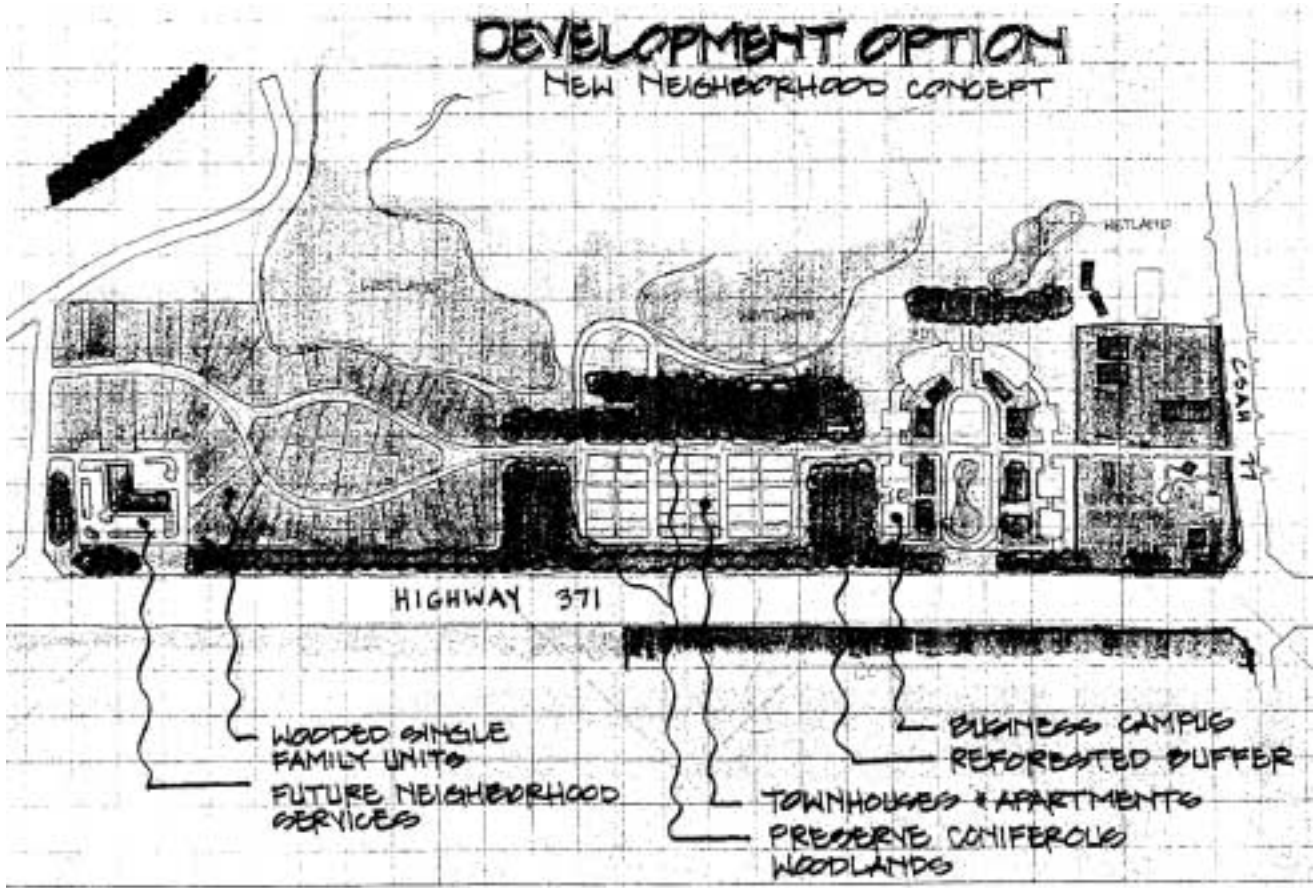 DEVELOPMENT OPTION
NEW NEIGHBORHOOD CONCEPT
WETLAND
WETLAND
WETLAND
CSAH 77
HIGHWAY 371
WOODED SINGLE
FAMILY UNITS
FUTURE NEIGHBORHOOD
SERVICES
BUSINESS CAMPUS
REFORESTED BUFFER
TOWNHOUSES & APARTMENTS
PRESERVE CONIFEROUS
WOODLANDS